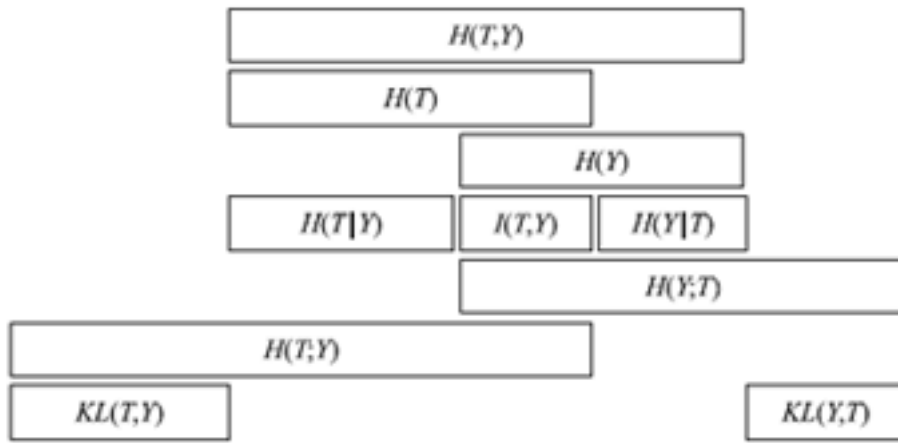 H(T,Y)
H(T)
H(Y)
H(T|Y) I(T,Y) H(Y|T)
H(Y;T)
H(T;Y)
KL(T,Y) KL(Y,T)